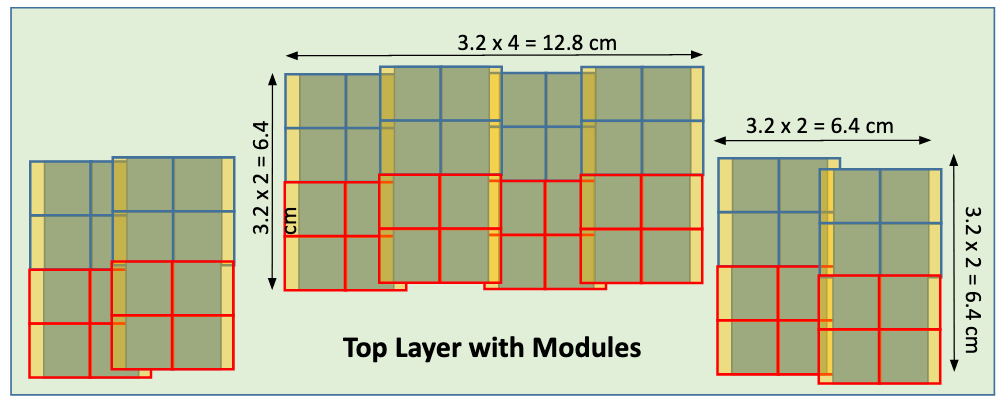 3.2 x 4 = 12.8 cm
3.2 x 2 = 6.4
cm
3.2 x 2 = 6.4 cm
3.2 x 2 = 6.4 cm
Top Layer with Modules